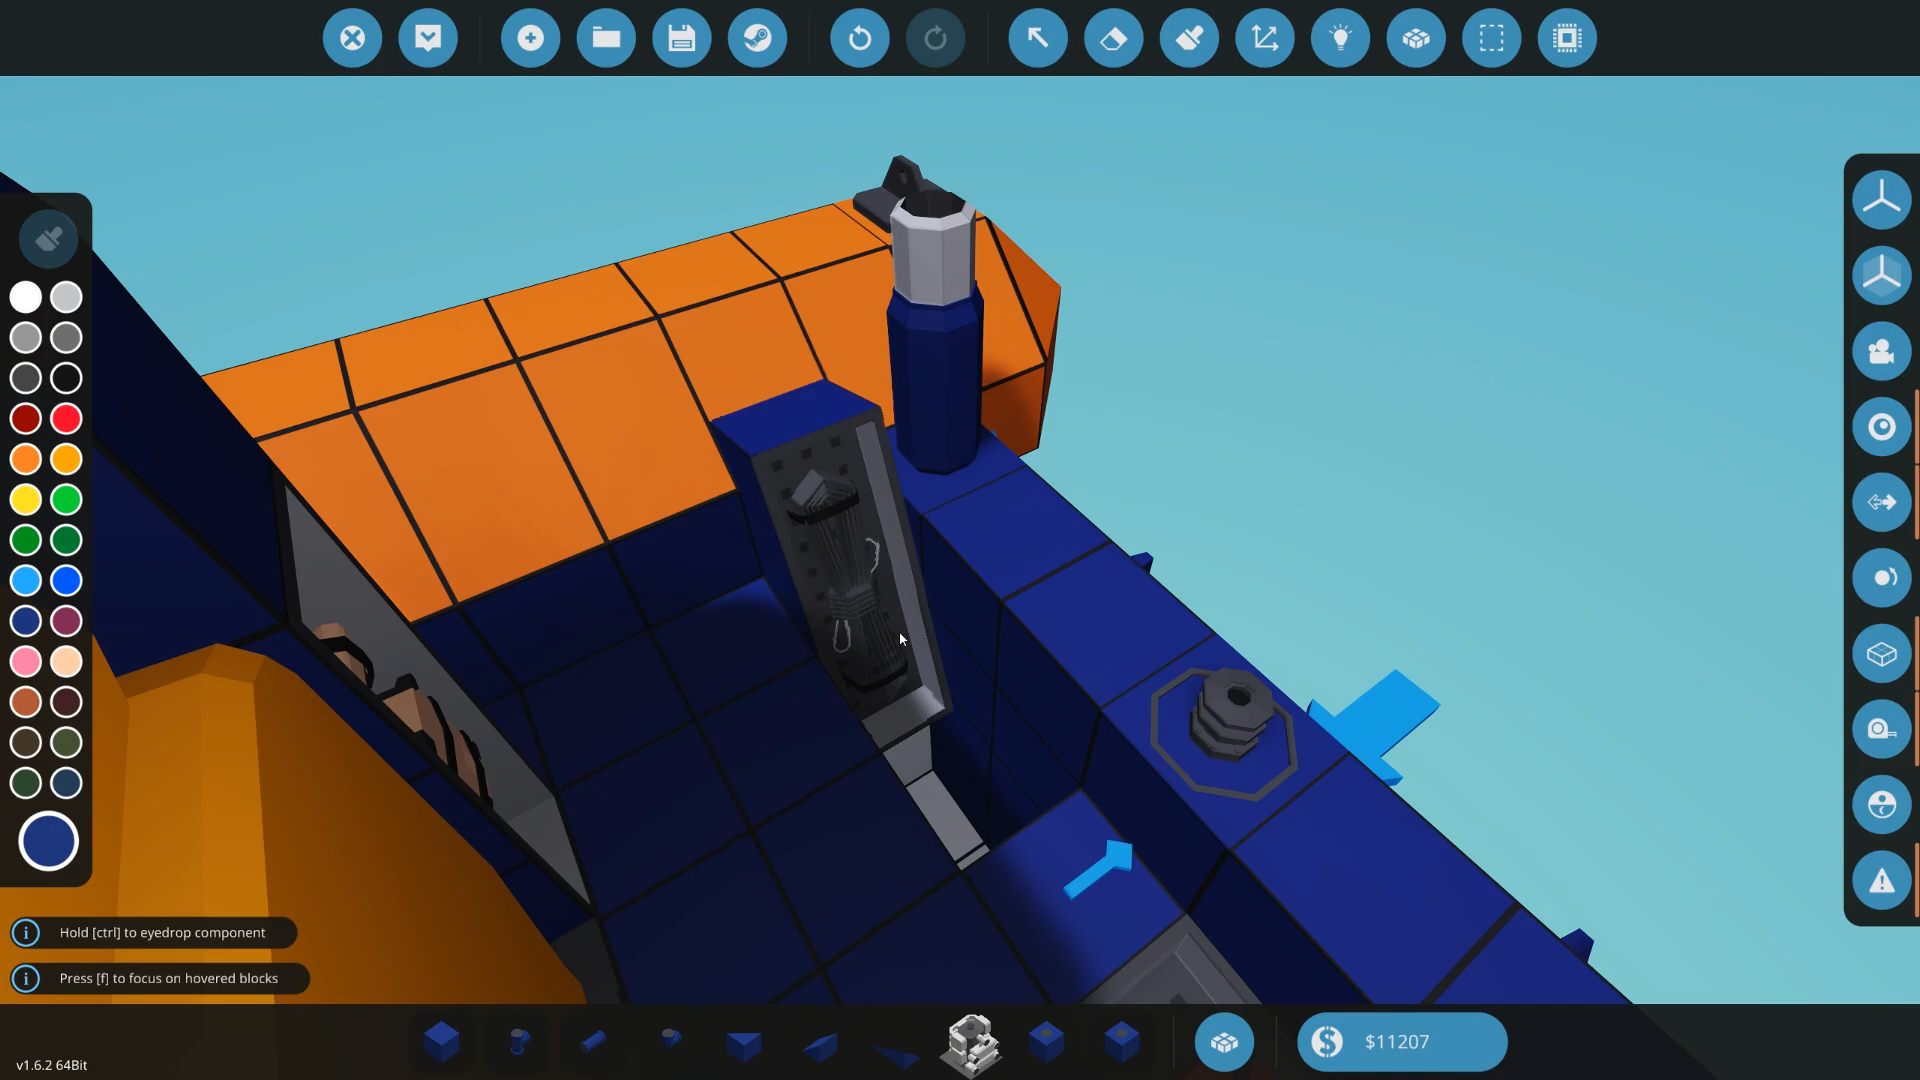 Hold [ctrl] to eyedrop component
Press [f] to focus on hovered blocks
v1.6.2 64Bit
$11207